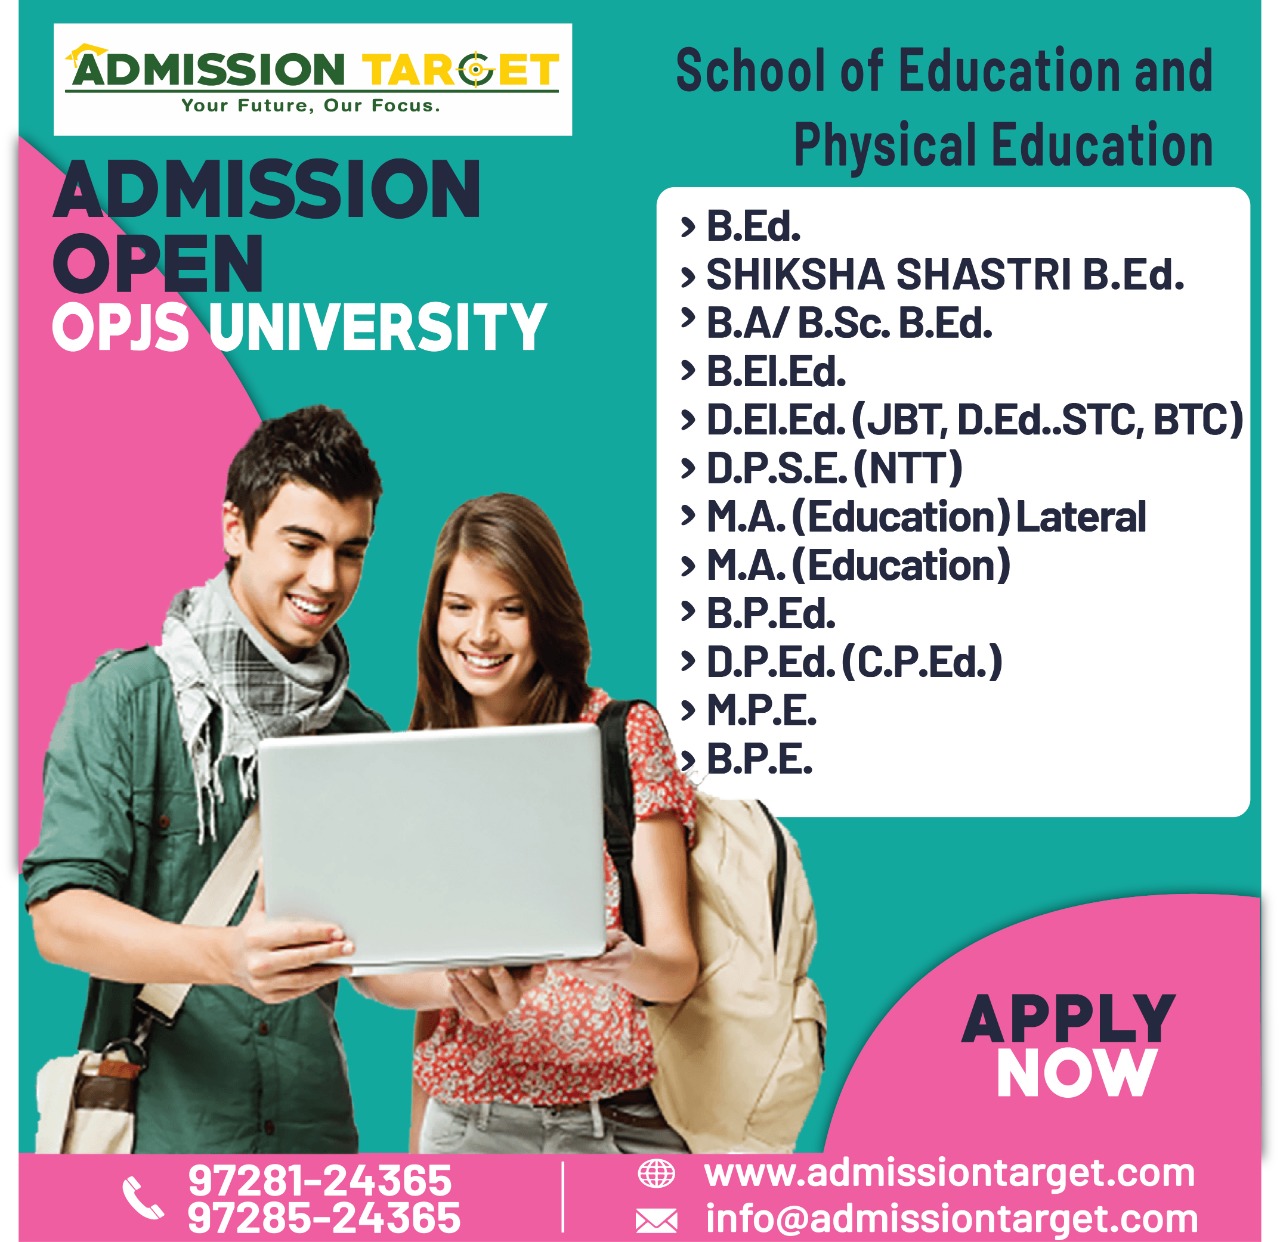 ADMISSION TARGET
Your Future, Our Focus.
ADMISSION
OPEN
OPJS UNIVERSITY
School of Education and
Physical Education
B.Ed.
SHIKSHA SHASTRI B.Ed.
B.A/ B.Sc. B.Ed.
B.El.Ed.
D.El.Ed. (JBT, D.Ed..STC, BTC)
D.P.S.E. (NTT)
M.A. (Education) Lateral
M.A. (Education)
B.P.Ed.
D.P.Ed. (C.P.Ed.)
M.P.E.
B.P.E.
APPLY
NOW
97281-24365
97285-24365
www.admissiontarget.com
info@admissiontarget.com